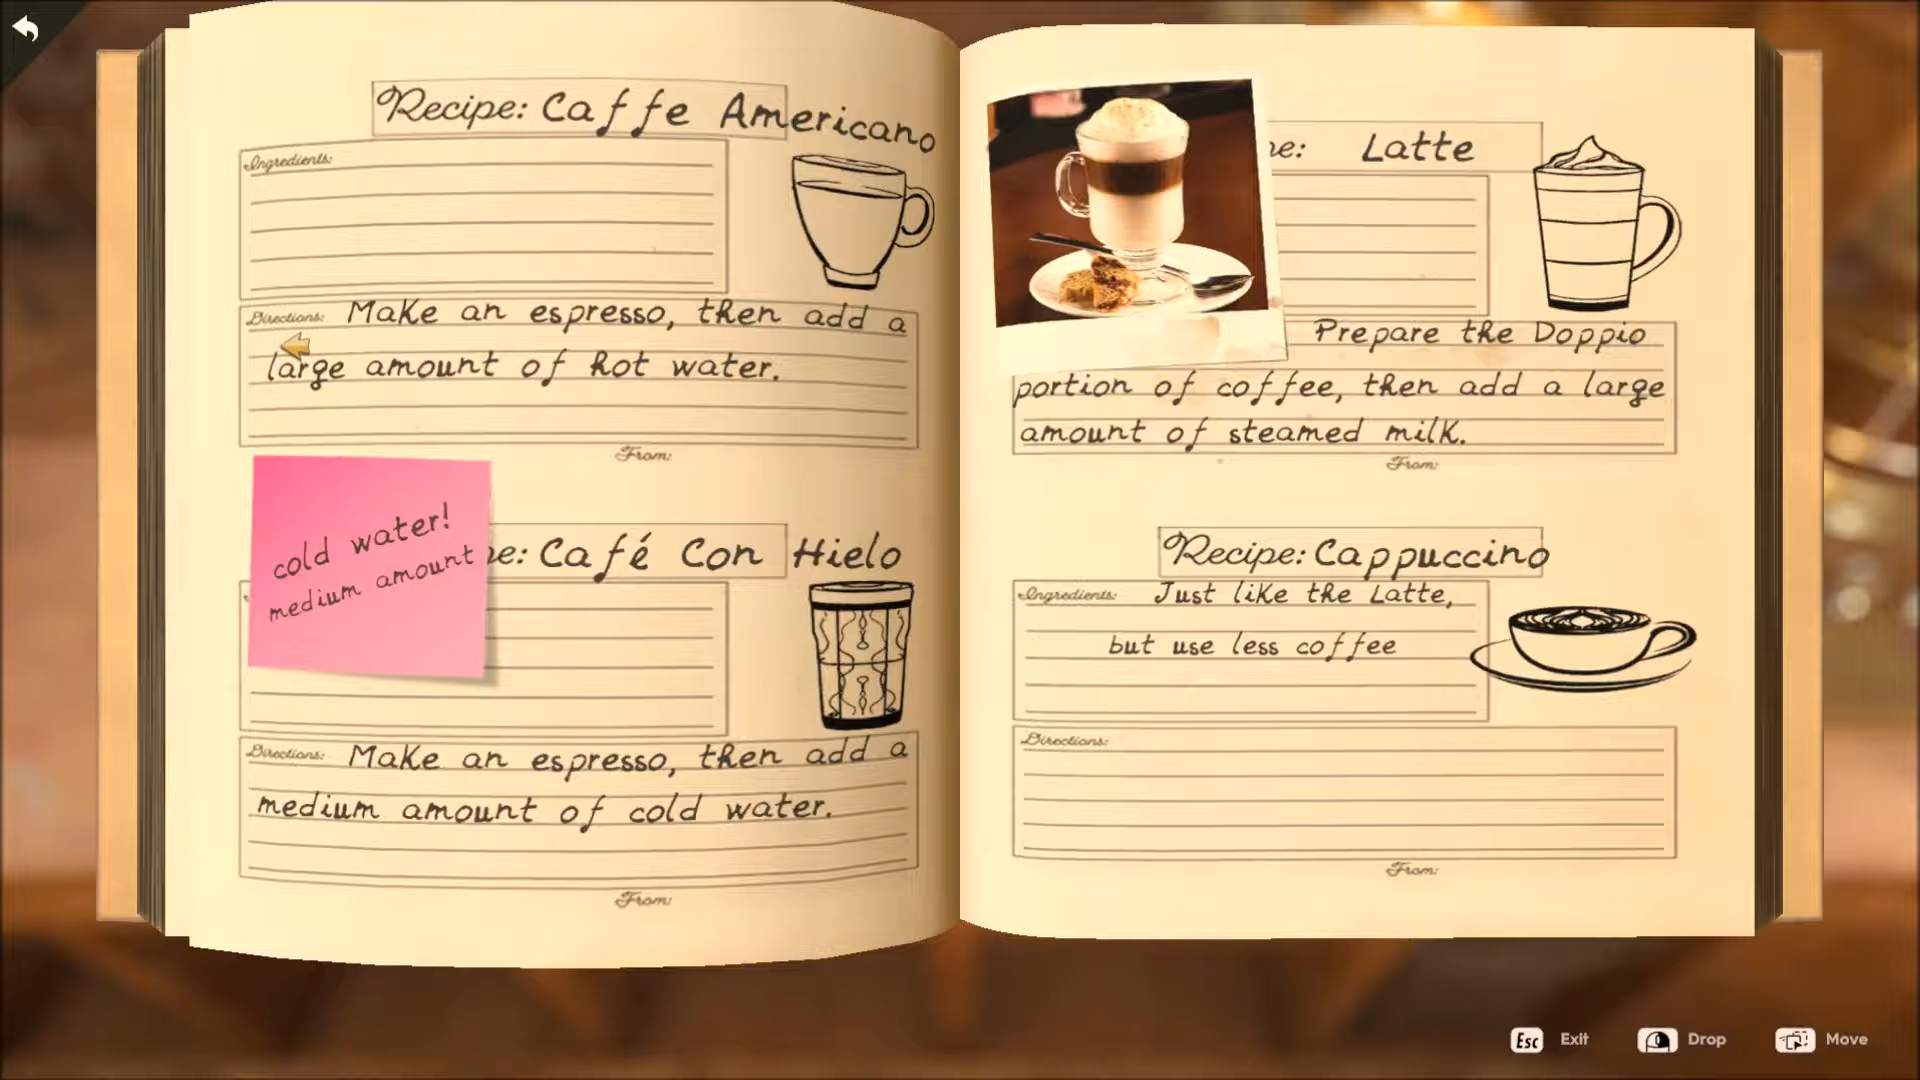 Recipe: Caffe Americano
Ingredients:
Directions: Make an espresso, then add a
large amount of hot water.
From:
cold water!
medium amount
e: Café Con Hielo
Directions: Make an espresso, then add a
medium amount of cold water.
From:
e: Latte
Prepare the Doppio
portion of coffee, then add a large
amount of steamed milk.
From:
Recipe: Cappuccino
Ingredients: Just like the Latte,
but use less coffee
Directions:
From:
Esc Exit Drop Move